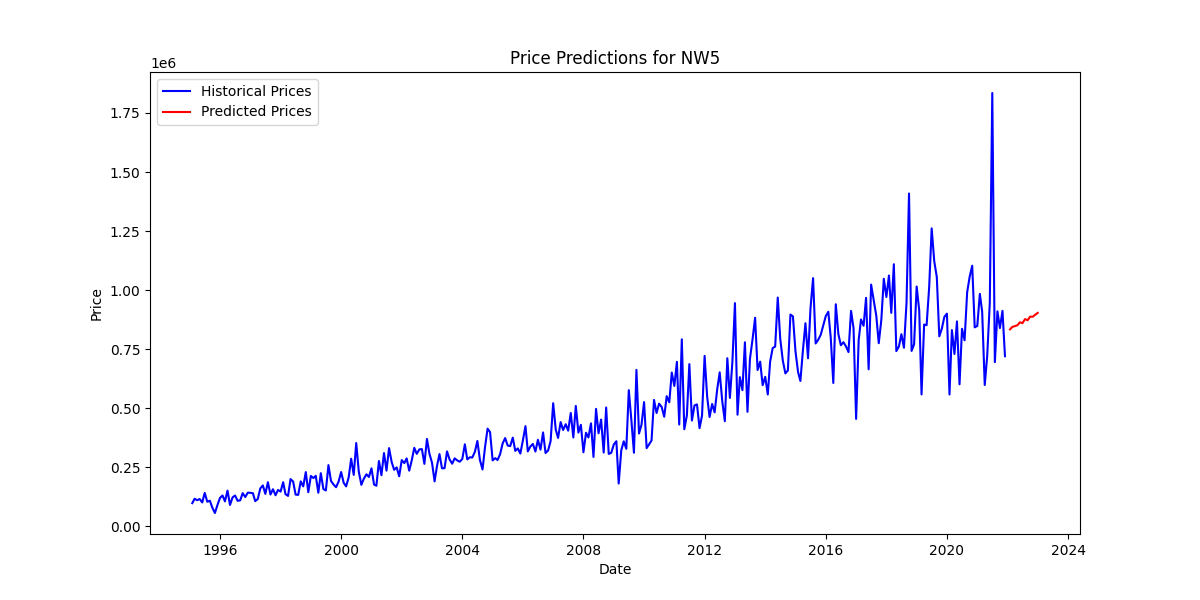 Price Predictions for NW5
1e6
Historical Prices
Predicted Prices
1.75
1.50
1.25
1.00
0.75
0.50
0.25
0.00
Price
1996 2000 2004 2008 2012 2016 2020 2024
Date